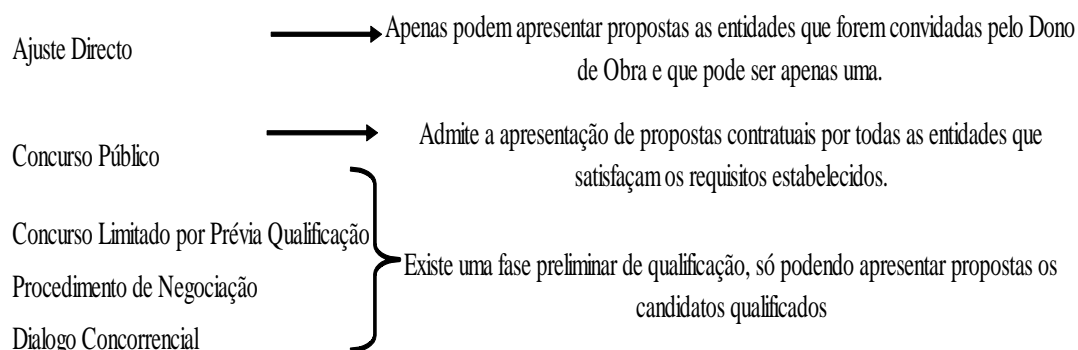 Ajuste Directo
Apenas podem apresentar propostas as entidades que forem convidadas pelo Dono
de Obra e que pode ser apenas uma.
Concurso Público
Admite a apresentação de propostas contratuais por todas as entidades que
satisfaçam os requisitos estabelecidos.
Concurso Limitado por Prévia Qualificação
Procedimento de Negociação
Dialogo Concorrencial
Existe uma fase preliminar de qualificação, só podendo apresentar propostas os
candidatos qualificados